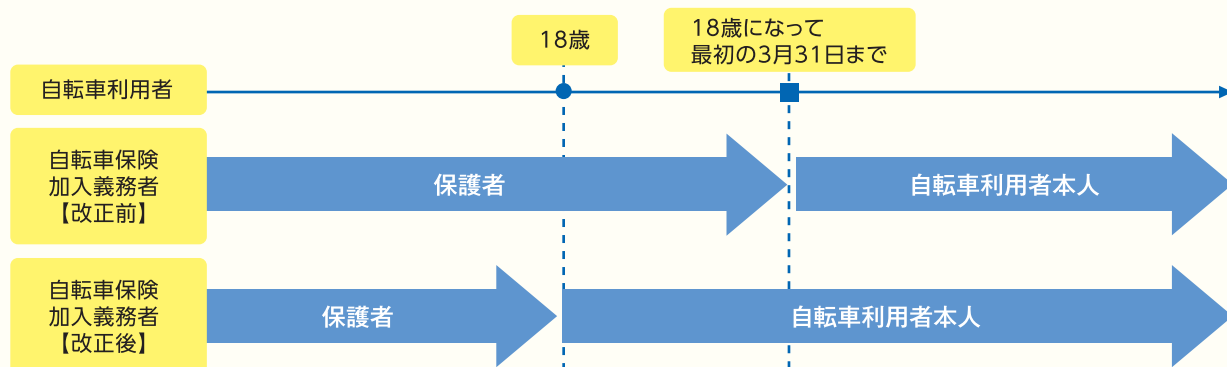 18歳
18歳になって
最初の3月31日まで
自転車利用者
自転車保険
加入義務者
【改正前】
保護者
自転車利用者本人
自転車保険
加入義務者
【改正後】
保護者
自転車利用者本人